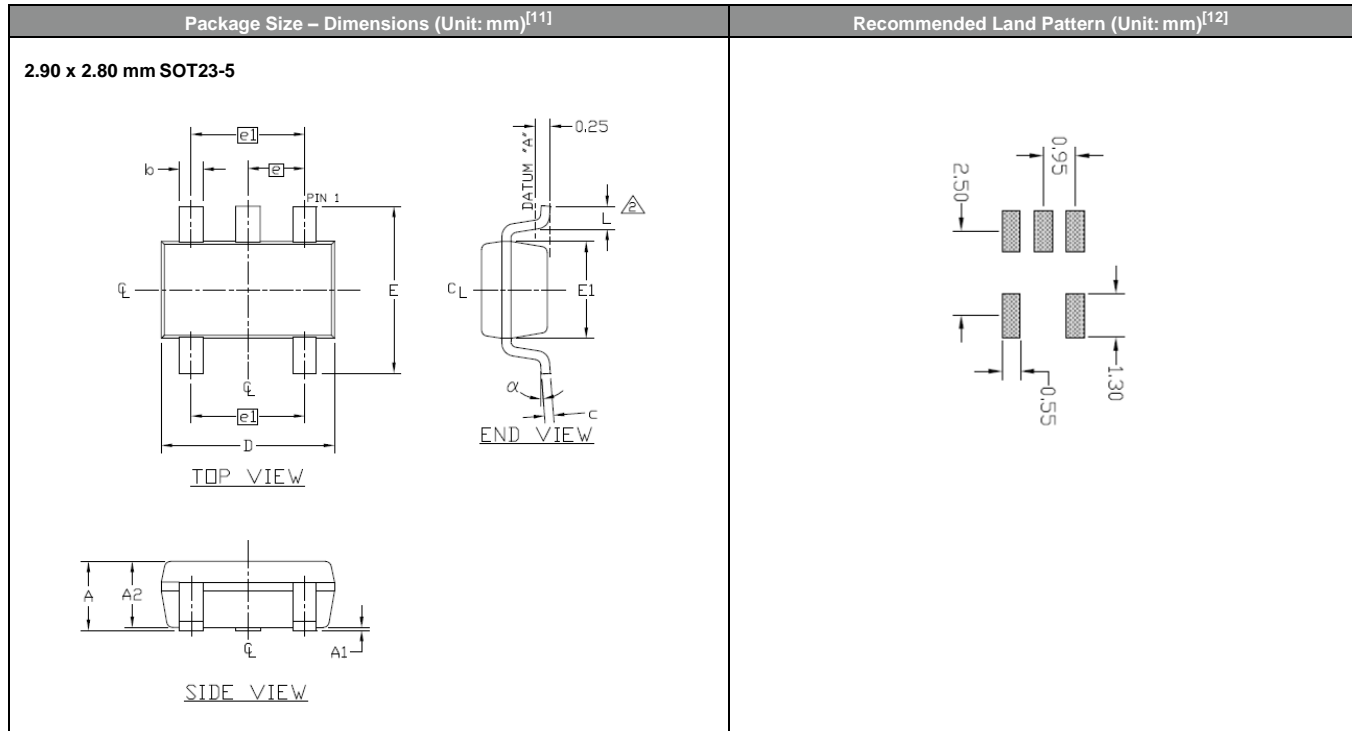 Package Size – Dimensions (Unit: mm)[11]
Recommended Land Pattern (Unit: mm)[12]
2.90 x 2.80 mm SOT23-5
e1
b
e
PIN 1
℄
E
℄
e1
D
TOP VIEW
0.25
DATUM "A"
L
2
CL
E1
α
c
END VIEW
A
A2
℄
A1
SIDE VIEW
0.95
2.50
1.30
0.55